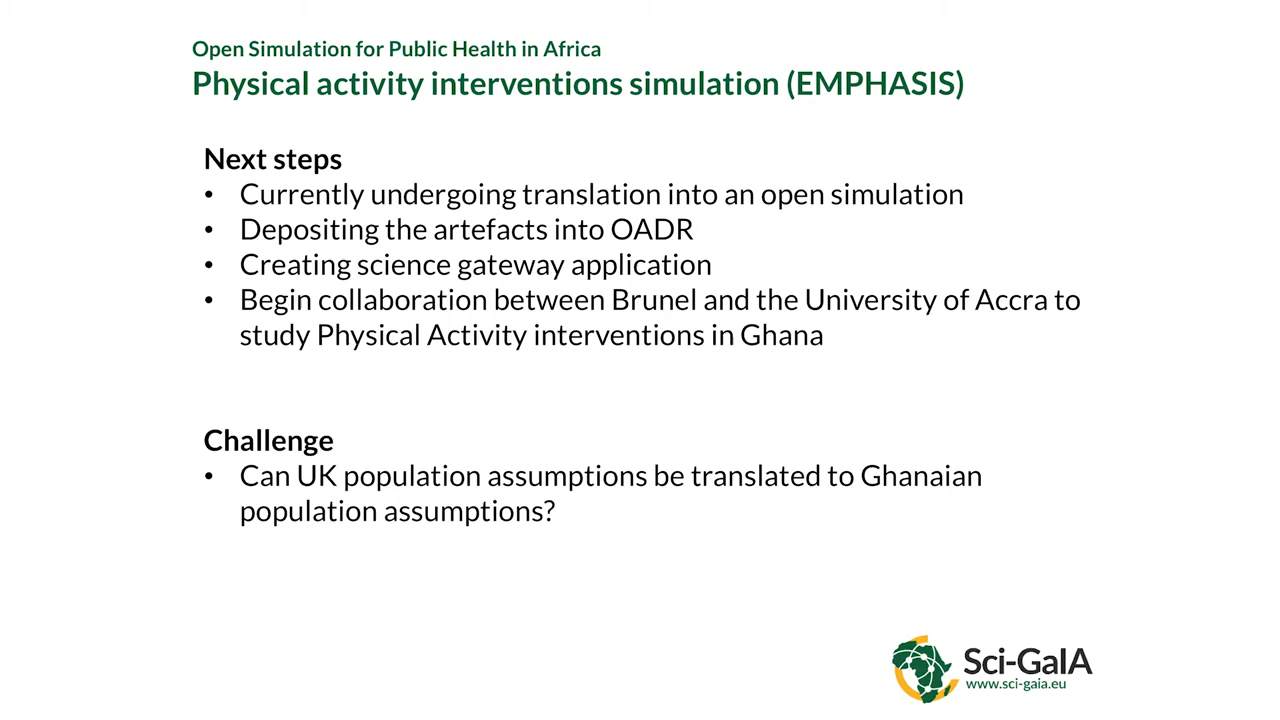 Open Simulation for Public Health in Africa
Physical activity interventions simulation (EMPHASIS)
Next steps
• Currently undergoing translation into an open simulation
• Depositing the artefacts into OADR
• Creating science gateway application
• Begin collaboration between Brunel and the University of Accra to
study Physical Activity interventions in Ghana
Challenge
• Can UK population assumptions be translated to Ghanaian
population assumptions?
Sci-GaIA
www.sci-gaia.eu